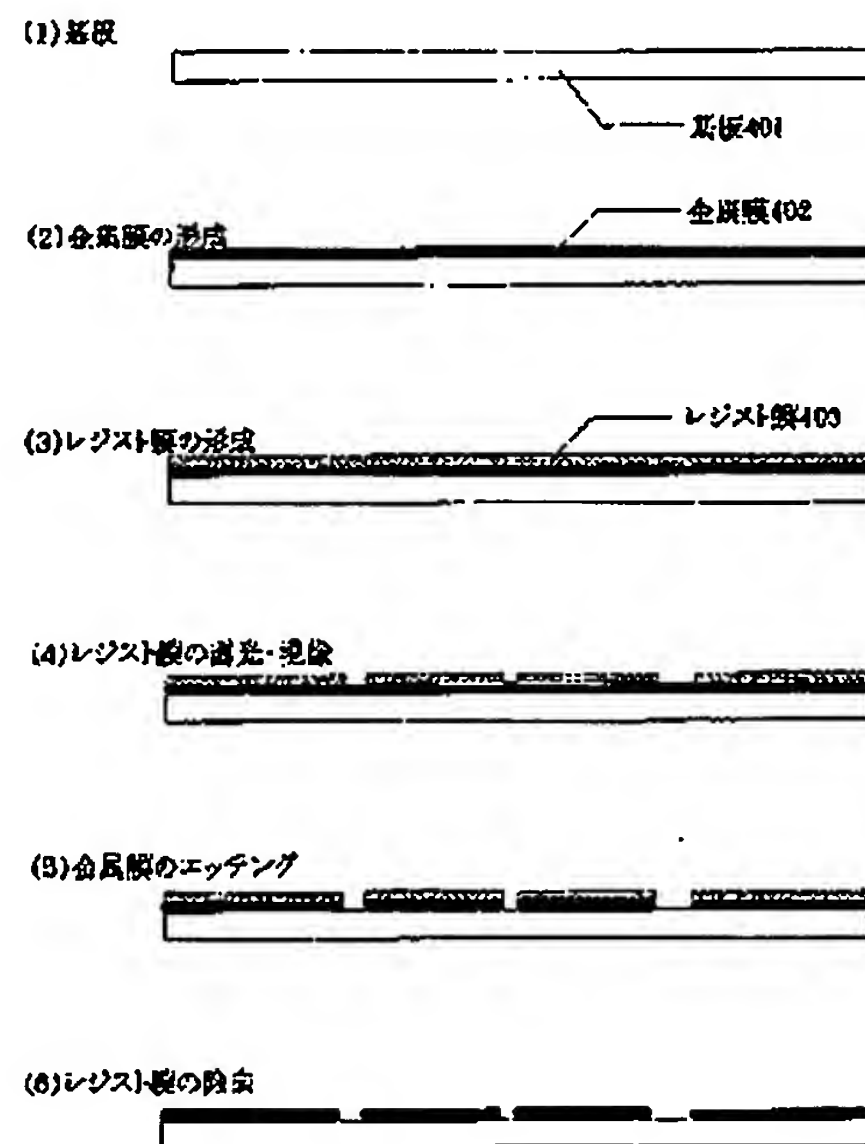 (1)基板
基板401
金属膜402
(2)金属膜の形成
レジスト膜403
(3)レジスト膜の形成
(4)レジスト膜の露光・現像
(5)金属膜のエッチング
(6)レジスト膜の除去